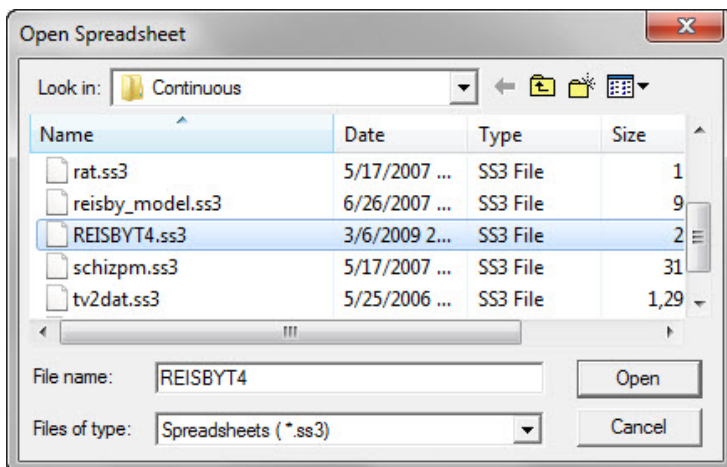 Open Spreadsheet
Look in: Continuous
Name Date Type Size
rat.ss3 5/17/2007 ... SS3 File 1
reisby_model.ss3 6/26/2007 ... SS3 File 9
REISBYT4.ss3 3/6/2009 2... SS3 File 2
schizpm.ss3 5/17/2007 ... SS3 File 31
tv2dat.ss3 5/25/2006 ... SS3 File 1,29
File name: REISBYT4 Open
Files of type: Spreadsheets ( *.ss3) Cancel